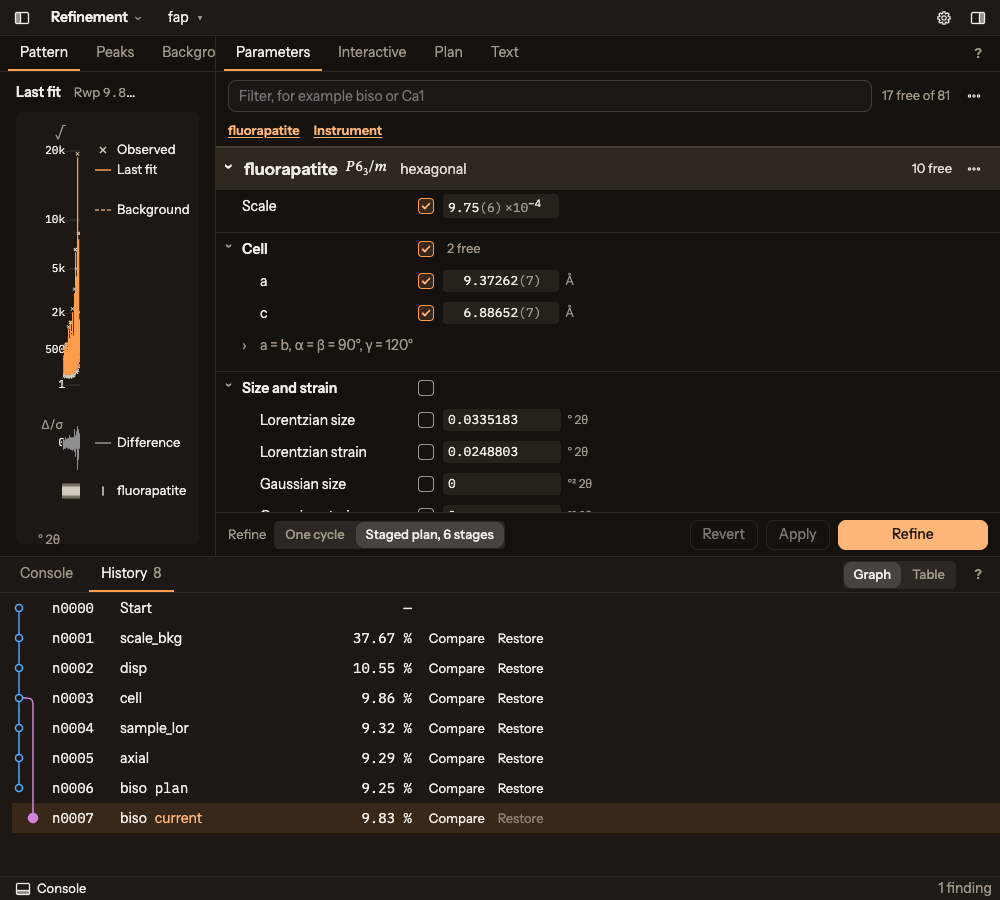 Refinement fap
Pattern Peaks Backgro Parameters Interactive Plan Text ?
Last fit Rwp 9.8…
Filter, for example biso or Ca1 17 free of 81
fluorapatite Instrument
fluorapatite P6₃/m hexagonal 10 free
Scale 9.75(6) ×10⁻⁴
Cell 2 free
a 9.37262(7) Å
c 6.88652(7) Å
a = b, α = β = 90°, γ = 120°
Size and strain
Lorentzian size 0.0335183 °2θ
Lorentzian strain 0.0248803 °2θ
Gaussian size 0 °²2θ
√
20k
10k
5k
2k
500
1
Observed
Last fit
Background
Δ/σ
0
Difference
fluorapatite
°2θ
Refine One cycle Staged plan, 6 stages Revert Apply Refine
Console History 8 Graph Table ?
n0000 Start —
n0001 scale_bkg 37.67 % Compare Restore
n0002 disp 10.55 % Compare Restore
n0003 cell 9.86 % Compare Restore
n0004 sample_lor 9.32 % Compare Restore
n0005 axial 9.29 % Compare Restore
n0006 biso plan 9.25 % Compare Restore
n0007 biso current 9.83 % Compare Restore
Console 1 finding